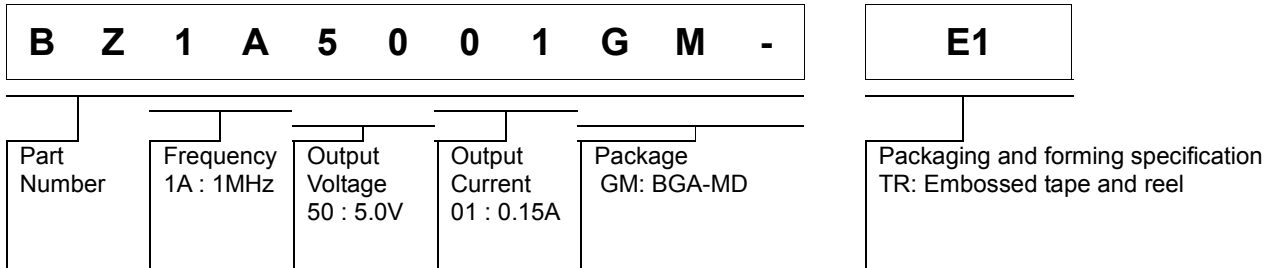 B Z 1 A 5 0 0 1 G M - E1
Part Number
Frequency
1A : 1MHz
Output Voltage
50 : 5.0V
Output Current
01 : 0.15A
Package
GM: BGA-MD
Packaging and forming specification
TR: Embossed tape and reel